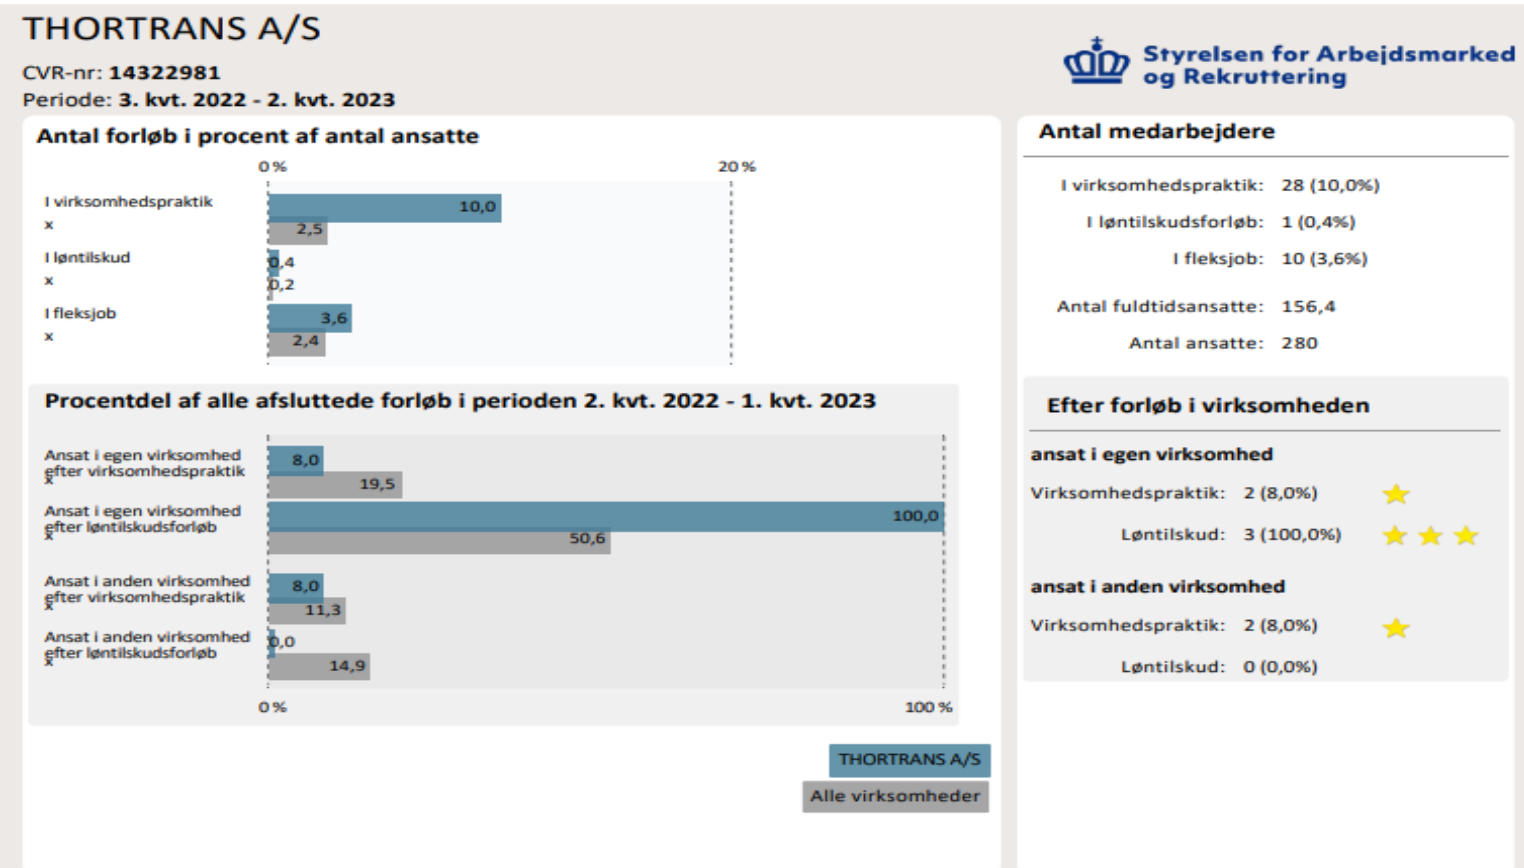 THORTRANS A/S
CVR-nr: 14322981
Periode: 3. kvt. 2022 - 2. kvt. 2023
Styrelsen for Arbejdsmarked
og Rekruttering
Antal forløb i procent af antal ansatte
0 %
20 %
I virksomhedspraktik
10,0
x
2,5
I løntilskud
0,4
x
0,2
I fleksjob
3,6
x
2,4
Procentdel af alle afsluttede forløb i perioden 2. kvt. 2022 - 1. kvt. 2023
Ansat i egen virksomhed
efter virksomhedspraktik
x
8,0
19,5
Ansat i egen virksomhed
efter løntilskudsforløb
x
100,0
50,6
Ansat i anden virksomhed
efter virksomhedspraktik
x
8,0
11,3
Ansat i anden virksomhed
efter løntilskudsforløb
x
0,0
14,9
0 %
100 %
THORTRANS A/S
Alle virksomheder
Antal medarbejdere
I virksomhedspraktik: 28 (10,0%)
I løntilskudsforløb: 1 (0,4%)
I fleksjob: 10 (3,6%)
Antal fuldtidsansatte: 156,4
Antal ansatte: 280
Efter forløb i virksomheden
ansat i egen virksomhed
Virksomhedspraktik: 2 (8,0%)
Løntilskud: 3 (100,0%)
ansat i anden virksomhed
Virksomhedspraktik: 2 (8,0%)
Løntilskud: 0 (0,0%)